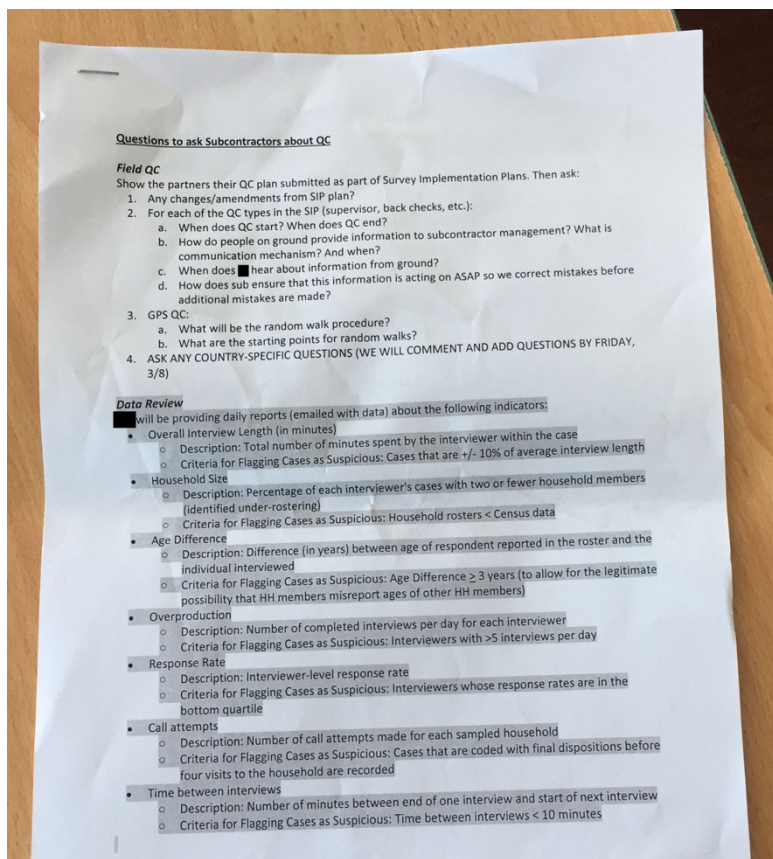 Questions to ask Subcontractors about QC
Field QC
Show the partners their QC plan submitted as part of Survey Implementation Plans. Then ask:
1. Any changes/amendments from SIP plan?
2. For each of the QC types in the SIP (supervisor, back checks, etc.):
a. When does QC start? When does QC end?
b. How do people on ground provide information to subcontractor management? What is
communication mechanism? And when?
c. When does hear about information from ground?
d. How does sub ensure that this information is acting on ASAP so we correct mistakes before
additional mistakes are made?
3. GPS QC:
a. What will be the random walk procedure?
b. What are the starting points for random walks?
4. ASK ANY COUNTRY-SPECIFIC QUESTIONS (WE WILL COMMENT AND ADD QUESTIONS BY FRIDAY,
3/8)
Data Review
will be providing daily reports (emailed with data) about the following indicators:
• Overall Interview Length (in minutes)
o Description: Total number of minutes spent by the interviewer within the case
o Criteria for Flagging Cases as Suspicious: Cases that are +/- 10% of average interview length
• Household Size
o Description: Percentage of each interviewer's cases with two or fewer household members
(identified under-rostering)
o Criteria for Flagging Cases as Suspicious: Household rosters < Census data
• Age Difference
o Description: Difference (in years) between age of respondent reported in the roster and the
individual interviewed
o Criteria for Flagging Cases as Suspicious: Age Difference ≥ 3 years (to allow for the legitimate
possibility that HH members misreport ages of other HH members)
• Overproduction
o Description: Number of completed interviews per day for each interviewer
o Criteria for Flagging Cases as Suspicious: Interviewers with >5 interviews per day
• Response Rate
o Description: Interviewer-level response rate
o Criteria for Flagging Cases as Suspicious: Interviewers whose response rates are in the
bottom quartile
• Call attempts
o Description: Number of call attempts made for each sampled household
o Criteria for Flagging Cases as Suspicious: Cases that are coded with final dispositions before
four visits to the household are recorded
• Time between interviews
o Description: Number of minutes between end of one interview and start of next interview
o Criteria for Flagging Cases as Suspicious: Time between interviews < 10 minutes